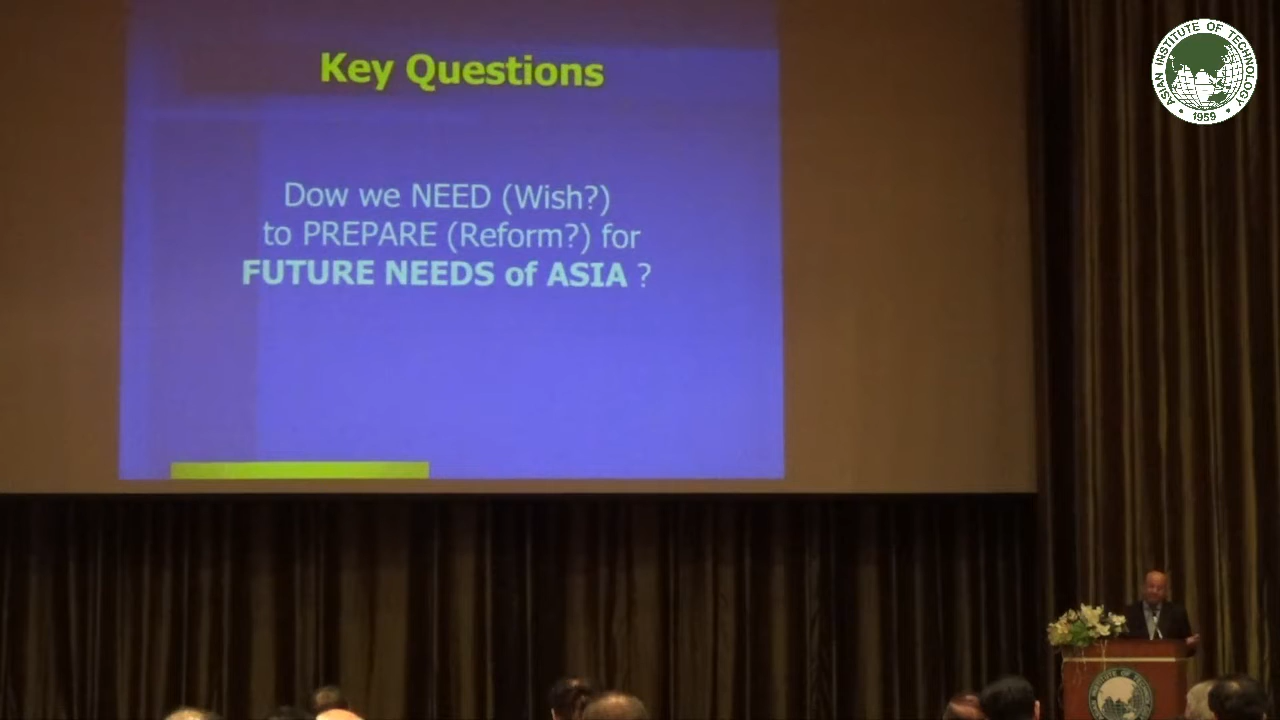 Key Questions
Dow we NEED (Wish?)
to PREPARE (Reform?) for
FUTURE NEEDS of ASIA ?
ASIAN INSTITUTE OF TECHNOLOGY
• 1959 •